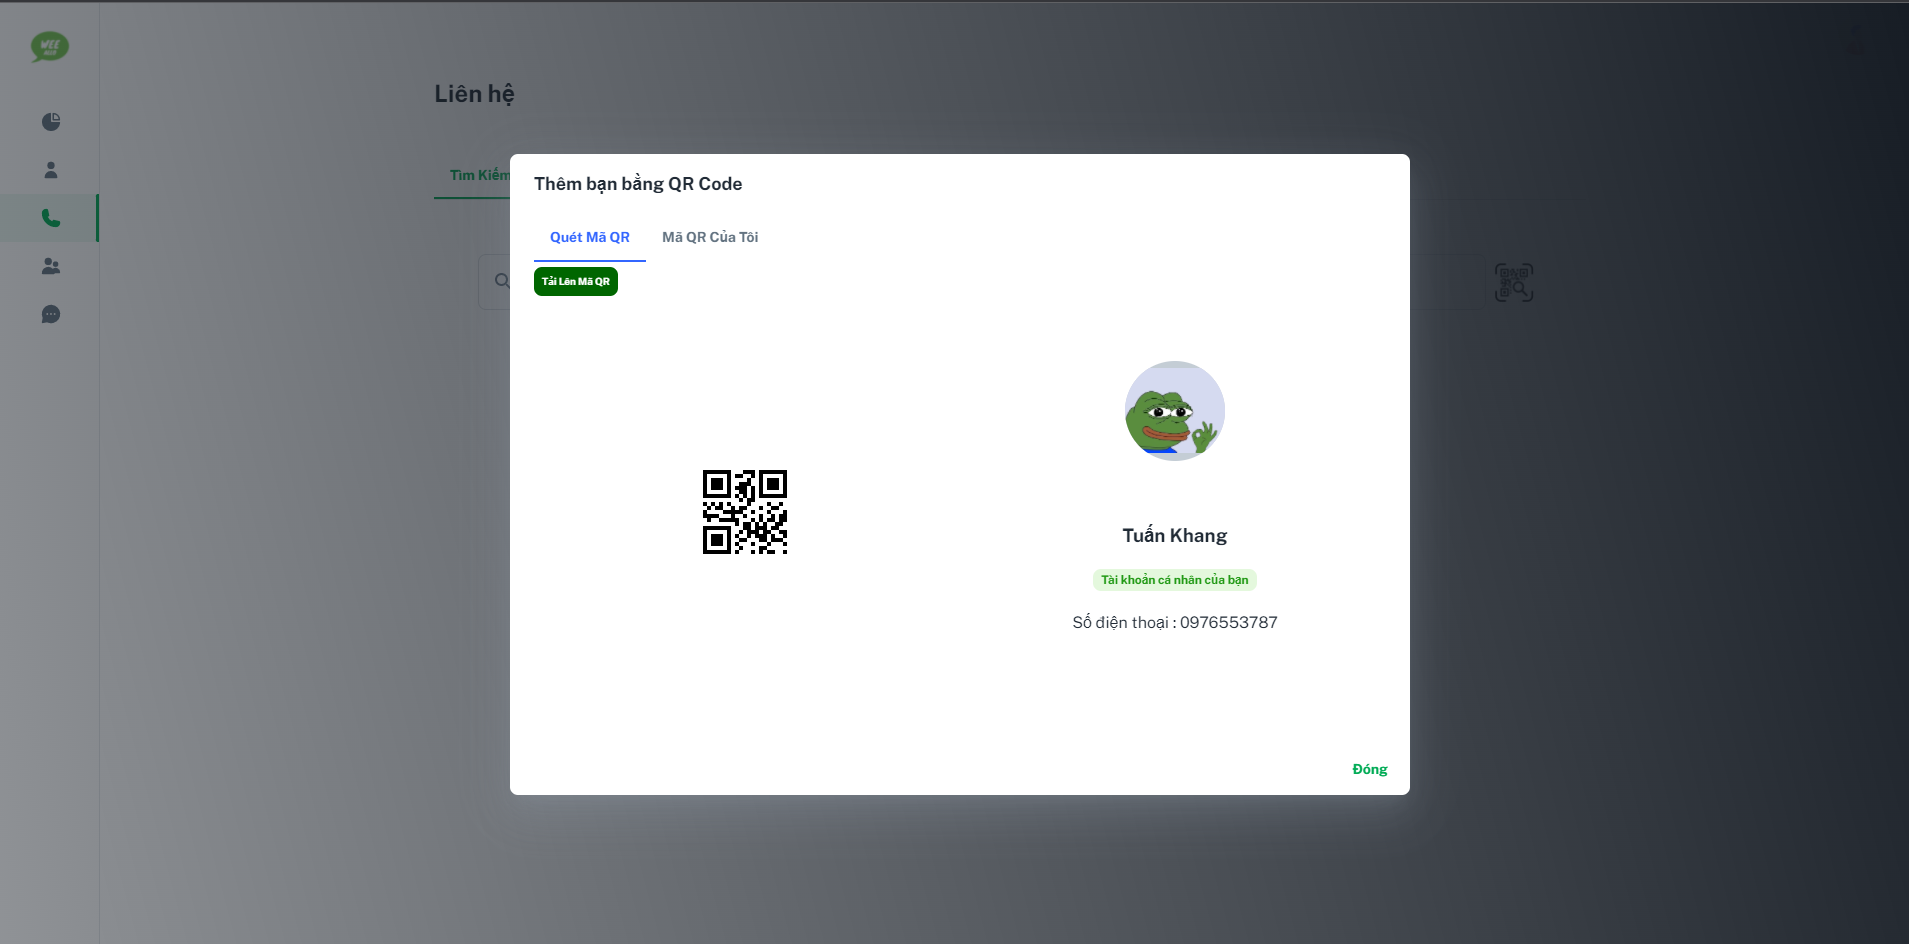 WEE
Liên hệ
Tìm Kiếm
Thêm bạn bằng QR Code
Quét Mã QR
Mã QR Của Tôi
Tải Lên Mã QR
Tuấn Khang
Tài khoản cá nhân của bạn
Số điện thoại : 0976553787
Đóng